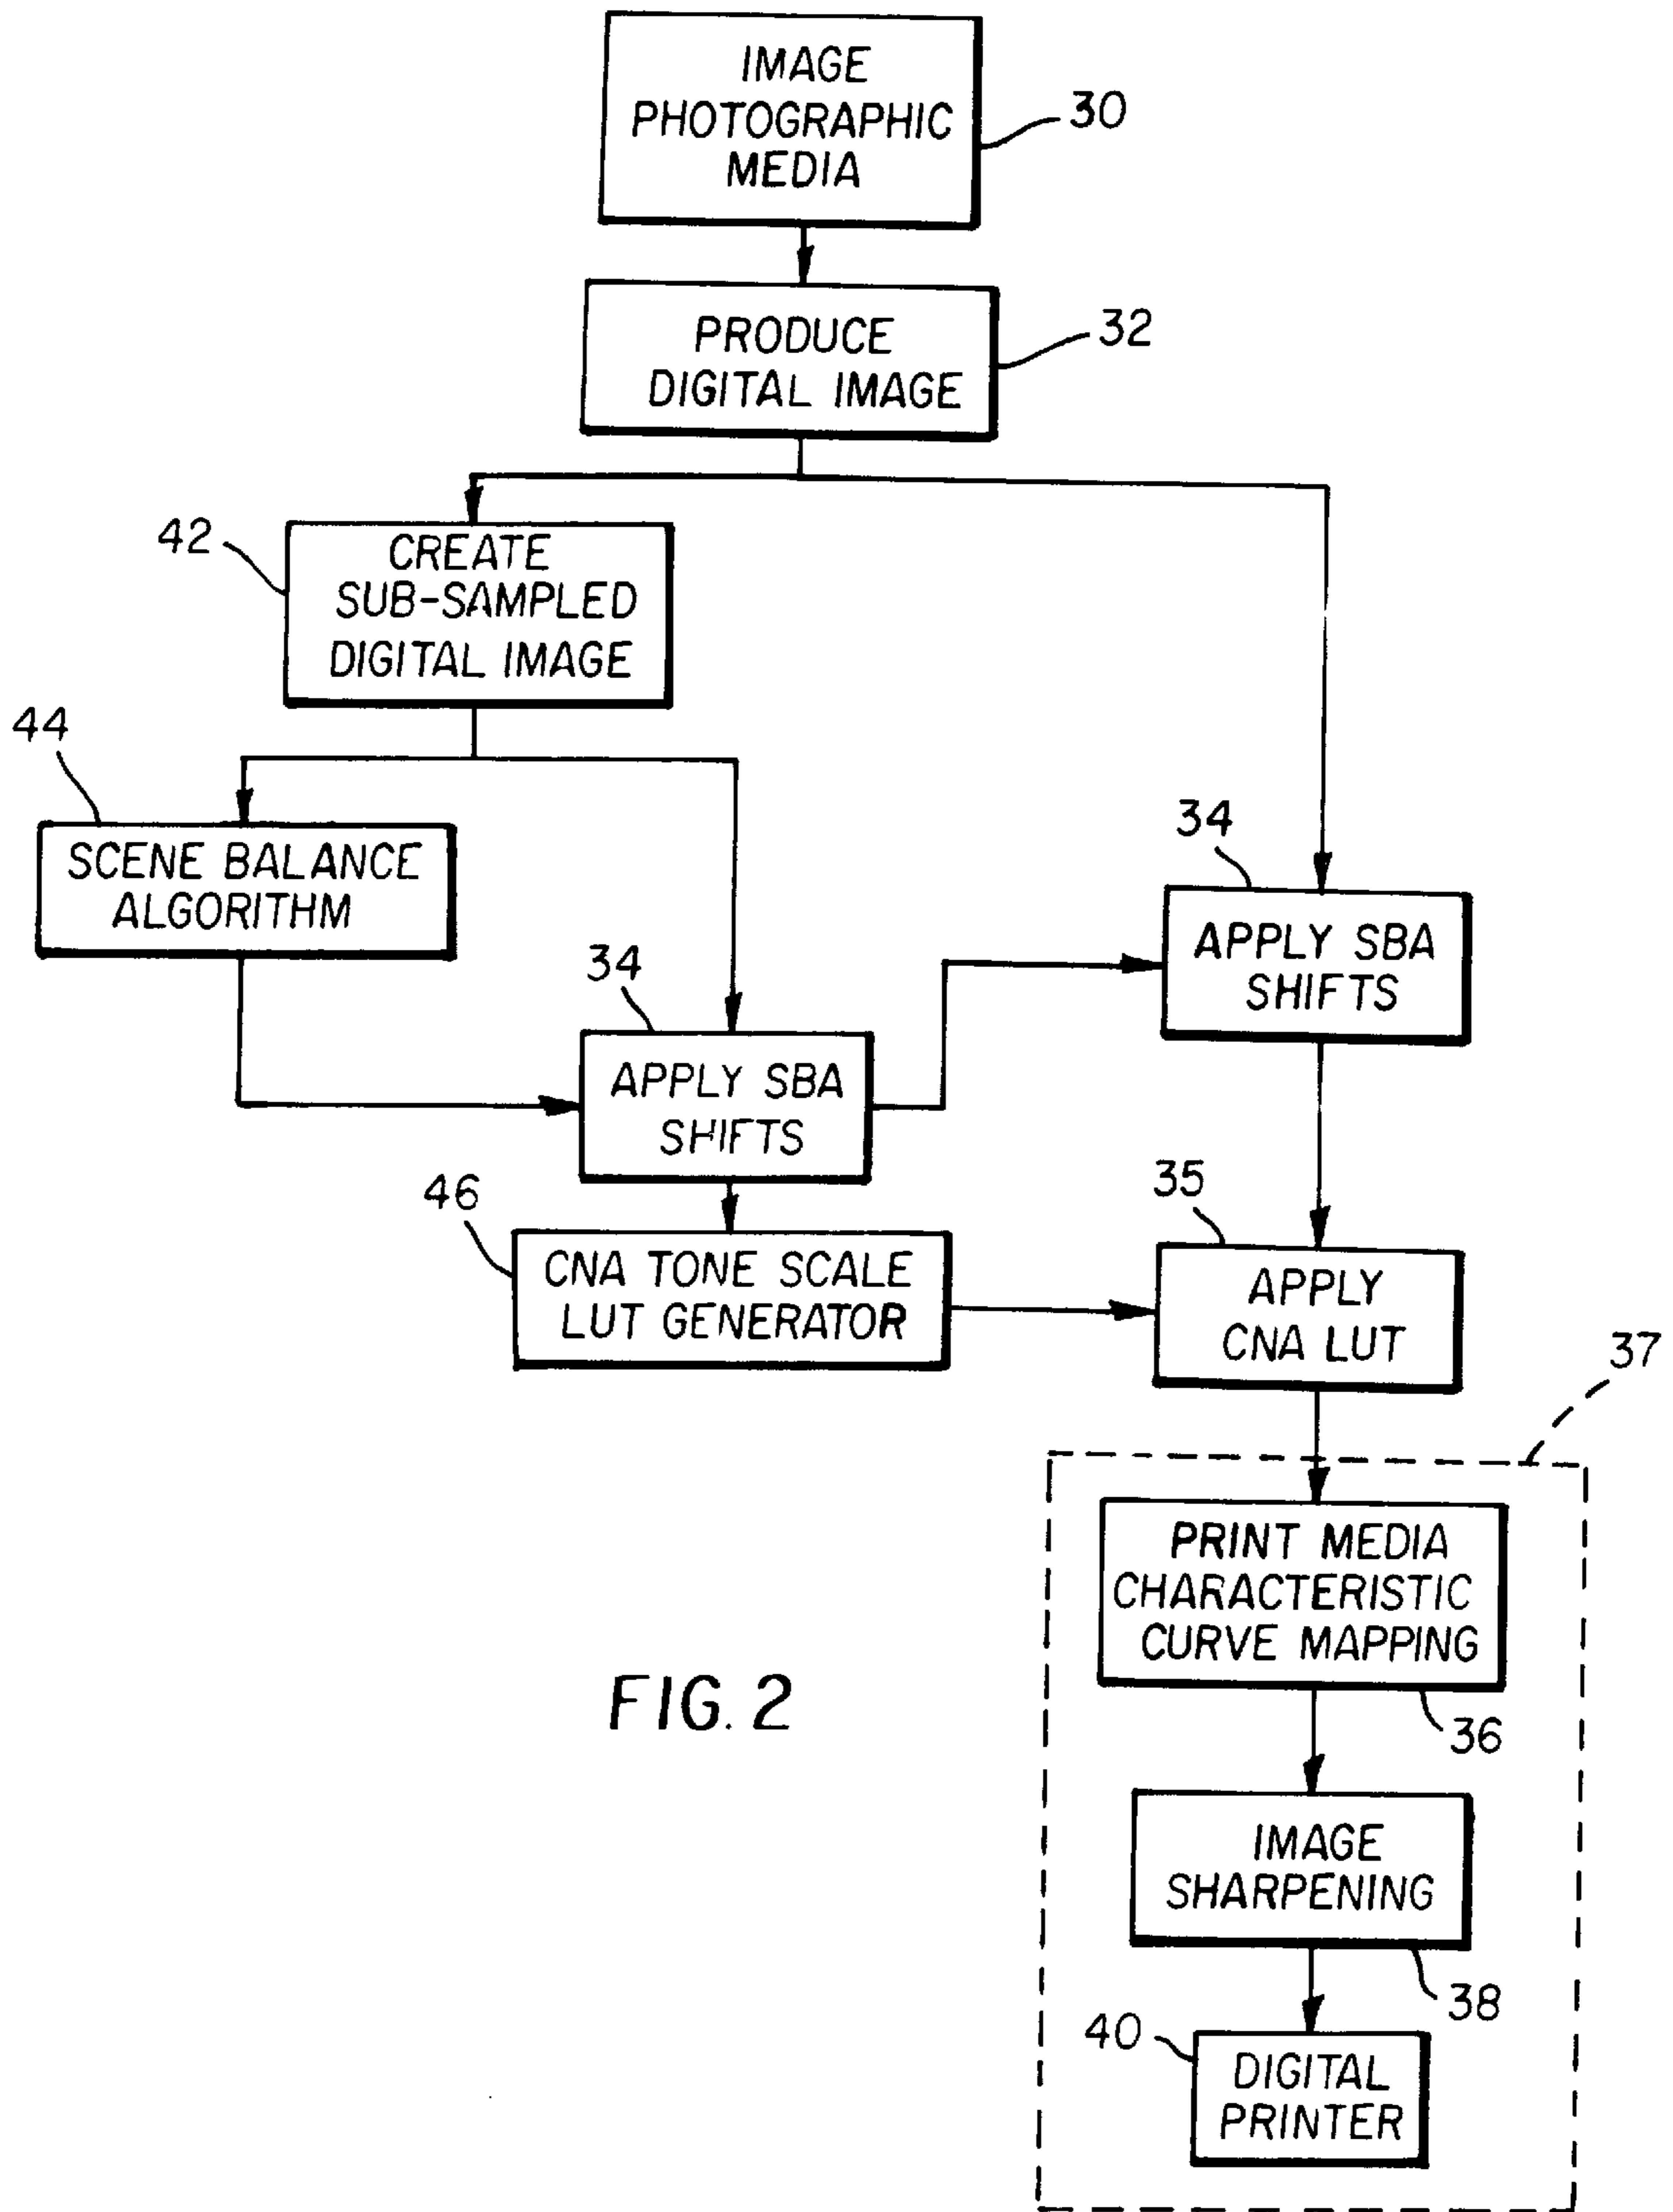 IMAGE
PHOTOGRAPHIC
MEDIA
30
PRODUCE
DIGITAL IMAGE
32
42
CREATE
SUB-SAMPLED
DIGITAL IMAGE
44
SCENE BALANCE
ALGORITHM
34
APPLY SBA
SHIFTS
34
APPLY SBA
SHIFTS
46
CNA TONE SCALE
LUT GENERATOR
35
APPLY
CNA LUT
37
PRINT MEDIA
CHARACTERISTIC
CURVE MAPPING
36
IMAGE
SHARPENING
38
40
DIGITAL
PRINTER
FIG. 2